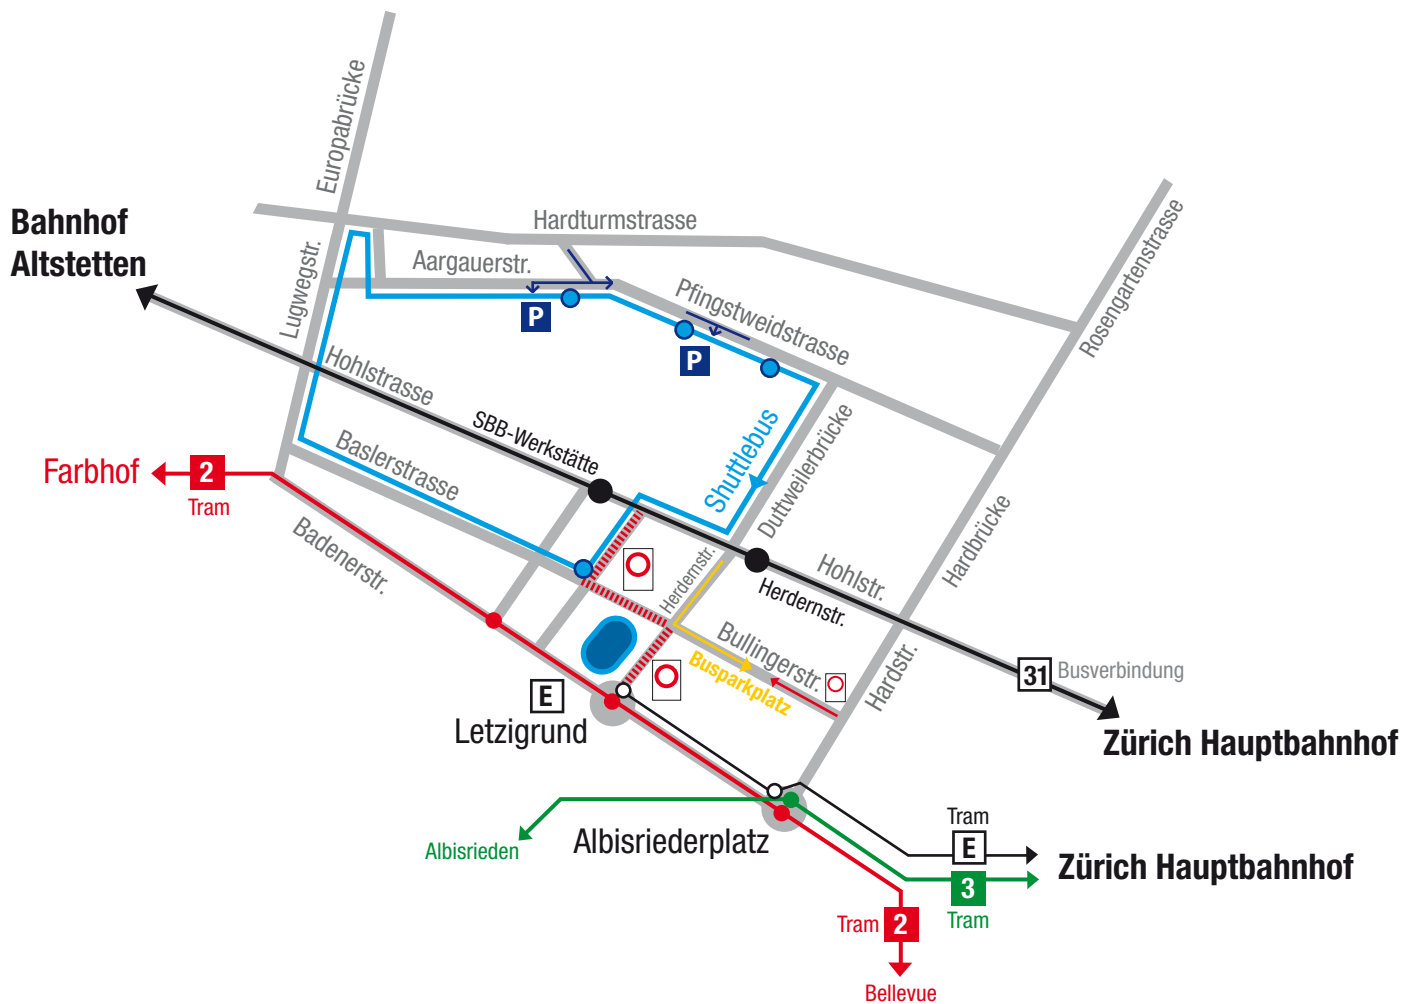 Europabrücke
Bahnhof
Altstetten
Hardturmstrasse
Rosengartenstrasse
Lugwegstr.
Aargauerstr.
P
Pfingstweidstrasse
P
Hohlstrasse
SBB-Werkstätte
Shuttlebus
Duttweilerbrücke
Farbhof
2
Tram
Baslerstrasse
Badenerstr.
Herdernstr.
Herdernstr.
Hohlstr.
Hardbrücke
Bullingerstr.
Busparkplatz
Hardstr.
31
Busverbindung
Zürich Hauptbahnhof
E
Letzigrund
Albisrieden
Albisriederplatz
Tram
E
Zürich Hauptbahnhof
3
Tram
Tram
2
Bellevue